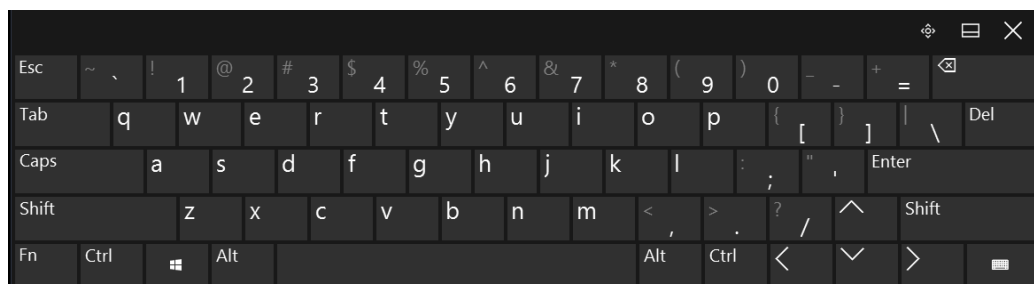 Esc ~ ` ! 1 @ 2 # 3 $ 4 % 5 ^ 6 & 7 * 8 ( 9 ) 0 _ - + =
Tab q w e r t y u i o p { [ } ] | \ Del
Caps a s d f g h j k l : ; " ' Enter
Shift z x c v b n m < , > . ? / Shift
Fn Ctrl Alt Alt Ctrl